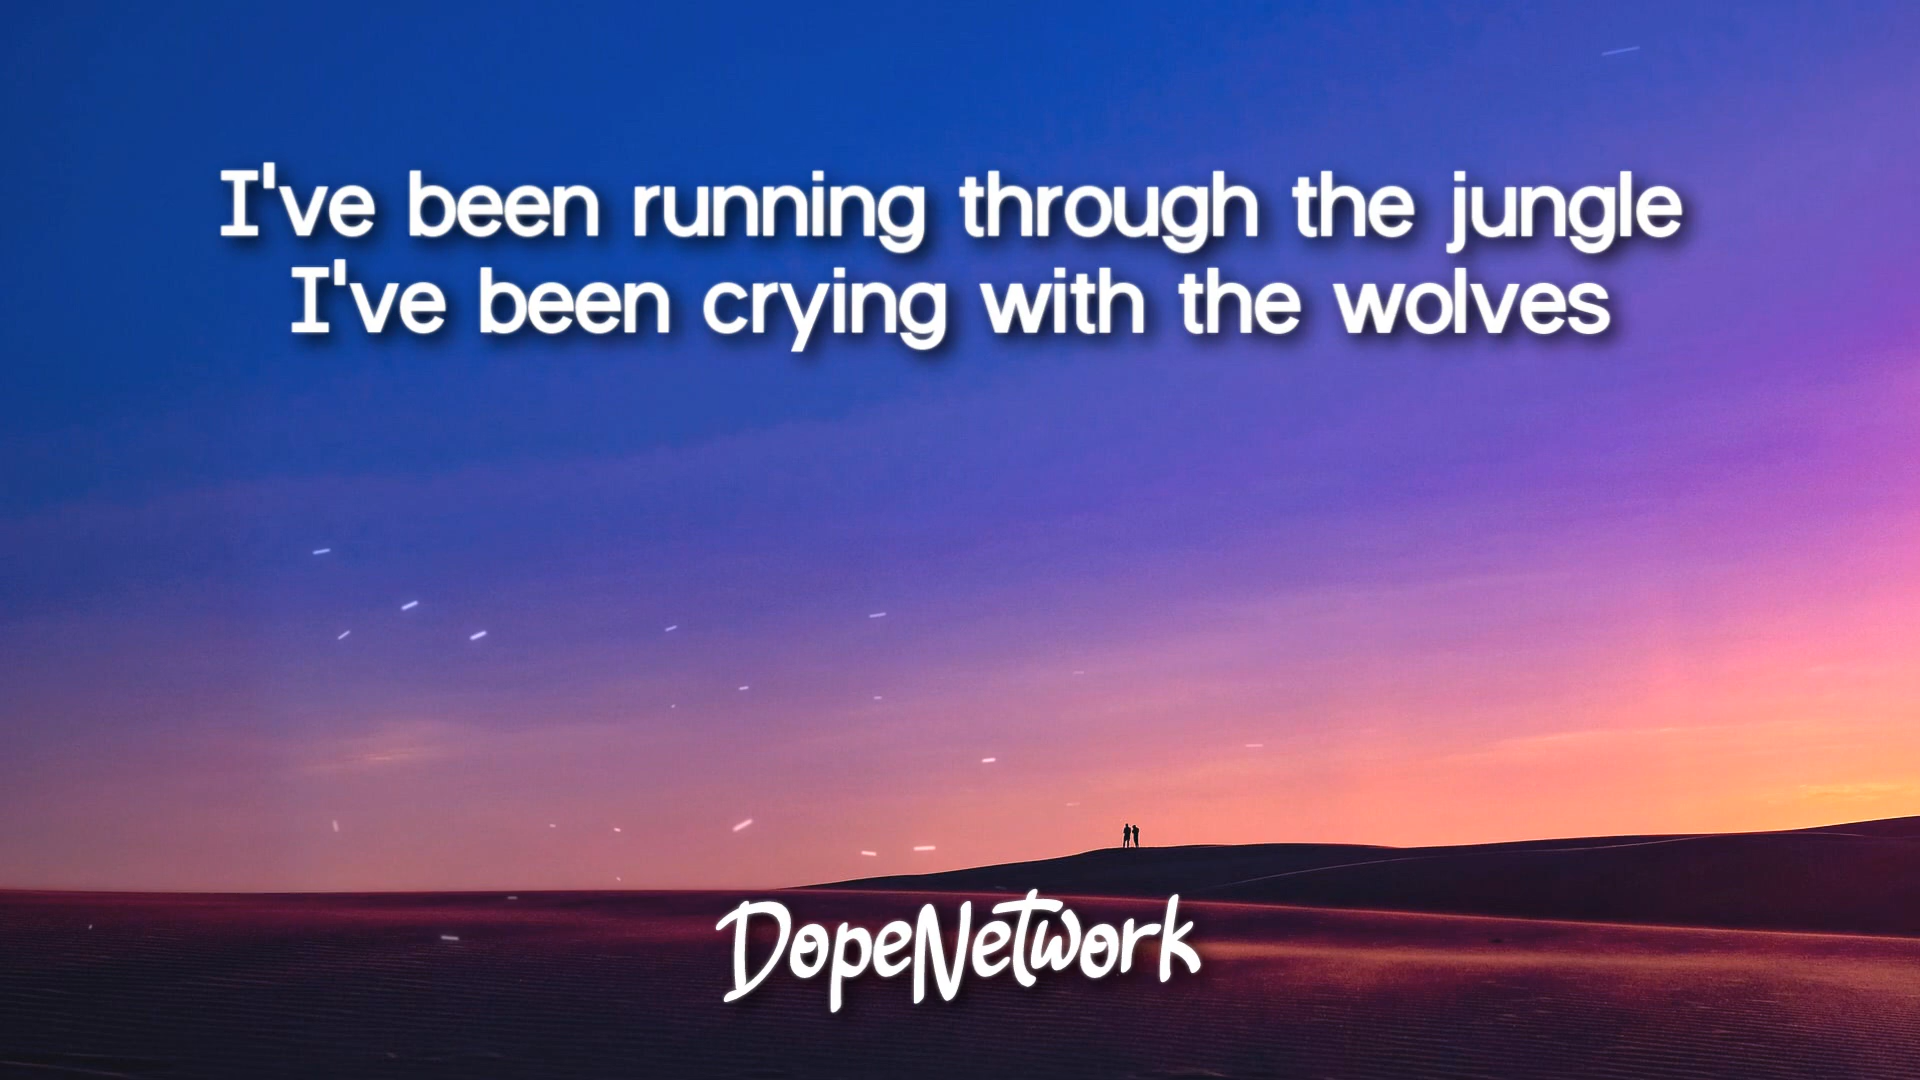 I've been running through the jungle
I've been crying with the wolves
DopeNetwork